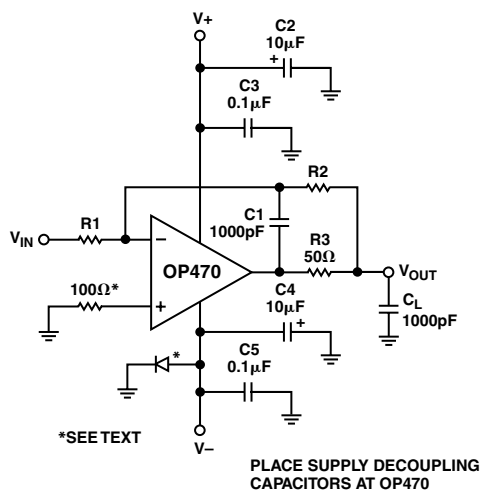 V+
C2
10μF
+
C3
0.1μF
R2
R1
C1
1000pF
VIN
–
R3
50Ω
OP470
VOUT
100Ω*
+
C4
10μF
CL
1000pF
+
*
C5
0.1μF
*SEE TEXT
V–
PLACE SUPPLY DECOUPLING
CAPACITORS AT OP470